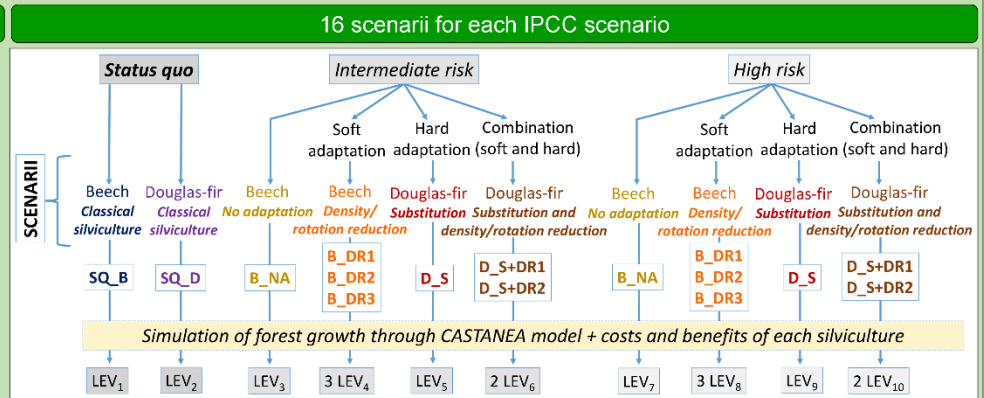 16 scenarii for each IPCC scenario
Status quo
Intermediate risk
High risk
Soft
adaptation
Hard
adaptation
Combination
(soft and hard)
Soft
adaptation
Hard
adaptation
Combination
(soft and hard)
SCENARII
Beech
Classical
silviculture
Douglas-fir
Classical
silviculture
Beech
No adaptation
Beech
Density/
rotation reduction
Douglas-fir
Substitution
Douglas-fir
Substitution and
density/rotation reduction
Beech
No adaptation
Beech
Density/
rotation reduction
Douglas-fir
Substitution
Douglas-fir
Substitution and
density/rotation reduction
SQ_B
SQ_D
B_NA
B_DR1
B_DR2
B_DR3
D_S
D_S+DR1
D_S+DR2
B_NA
B_DR1
B_DR2
B_DR3
D_S
D_S+DR1
D_S+DR2
Simulation of forest growth through CASTANEA model + costs and benefits of each silviculture
LEV₁
LEV₂
LEV₃
3 LEV₄
LEV₅
2 LEV₆
LEV₇
3 LEV₈
LEV₉
2 LEV₁₀